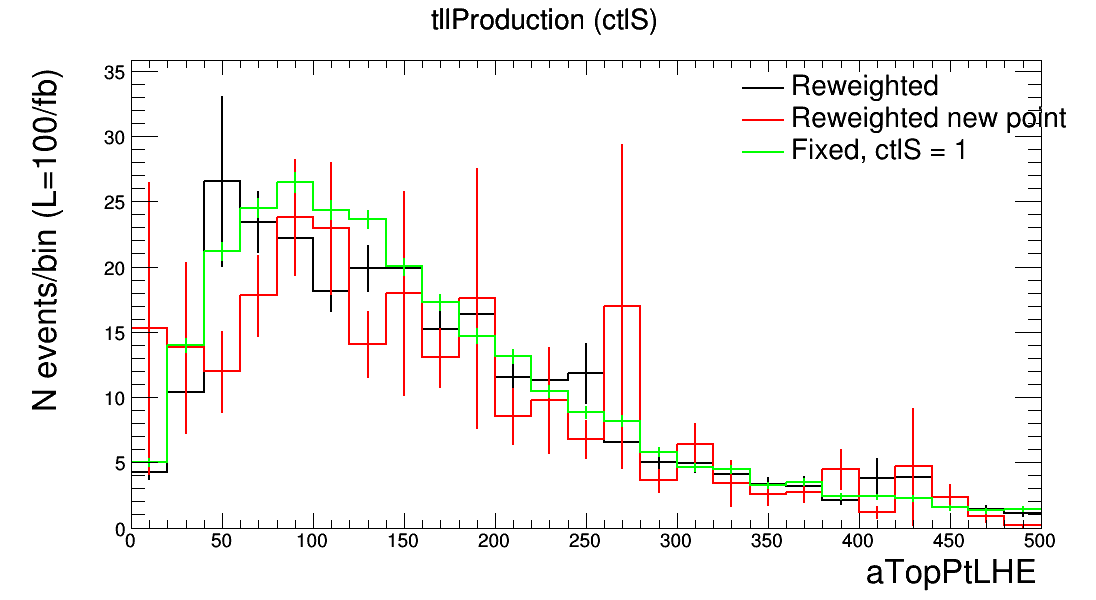 tllProduction (ctlS)
N events/bin (L=100/fb)
35
30
25
20
15
10
5
0
Reweighted
Reweighted new point
Fixed, ctlS = 1
0 50 100 150 200 250 300 350 400 450 500
aTopPtLHE